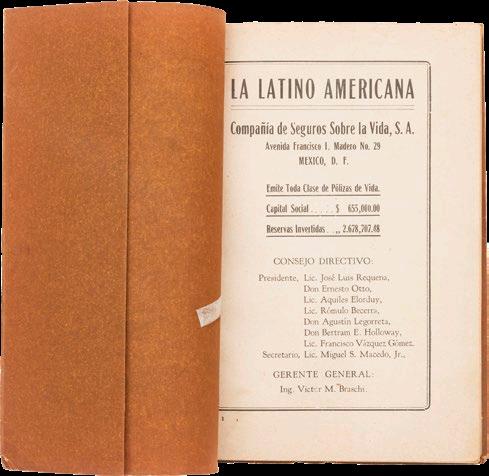 LA LATINO AMERICANA
Compañía de Seguros Sobre la Vida, S. A.
Avenida Francisco I. Madero No. 29
MEXICO, D. F.
Emite Toda Clase de Pólizas de Vida.
Capital Social . . . : . $ 655,000.00
Reservas Invertidas . . ,, 2.678,707.48
CONSEJO DIRECTIVO:
Presidente, Lic. José Luis Requena,
Don Ernesto Otto,
Lic. Aquiles Elorduy,
Lic. Rómulo Becerra,
Don Agustín Legorreta,
Don Bertram E. Holloway,
Lic. Francisco Vázquez Gómez.
Secretario, Lic. Miguel S. Macedo, Jr.,
GERENTE GENERAL:
Ing. Victor M. Braschi.